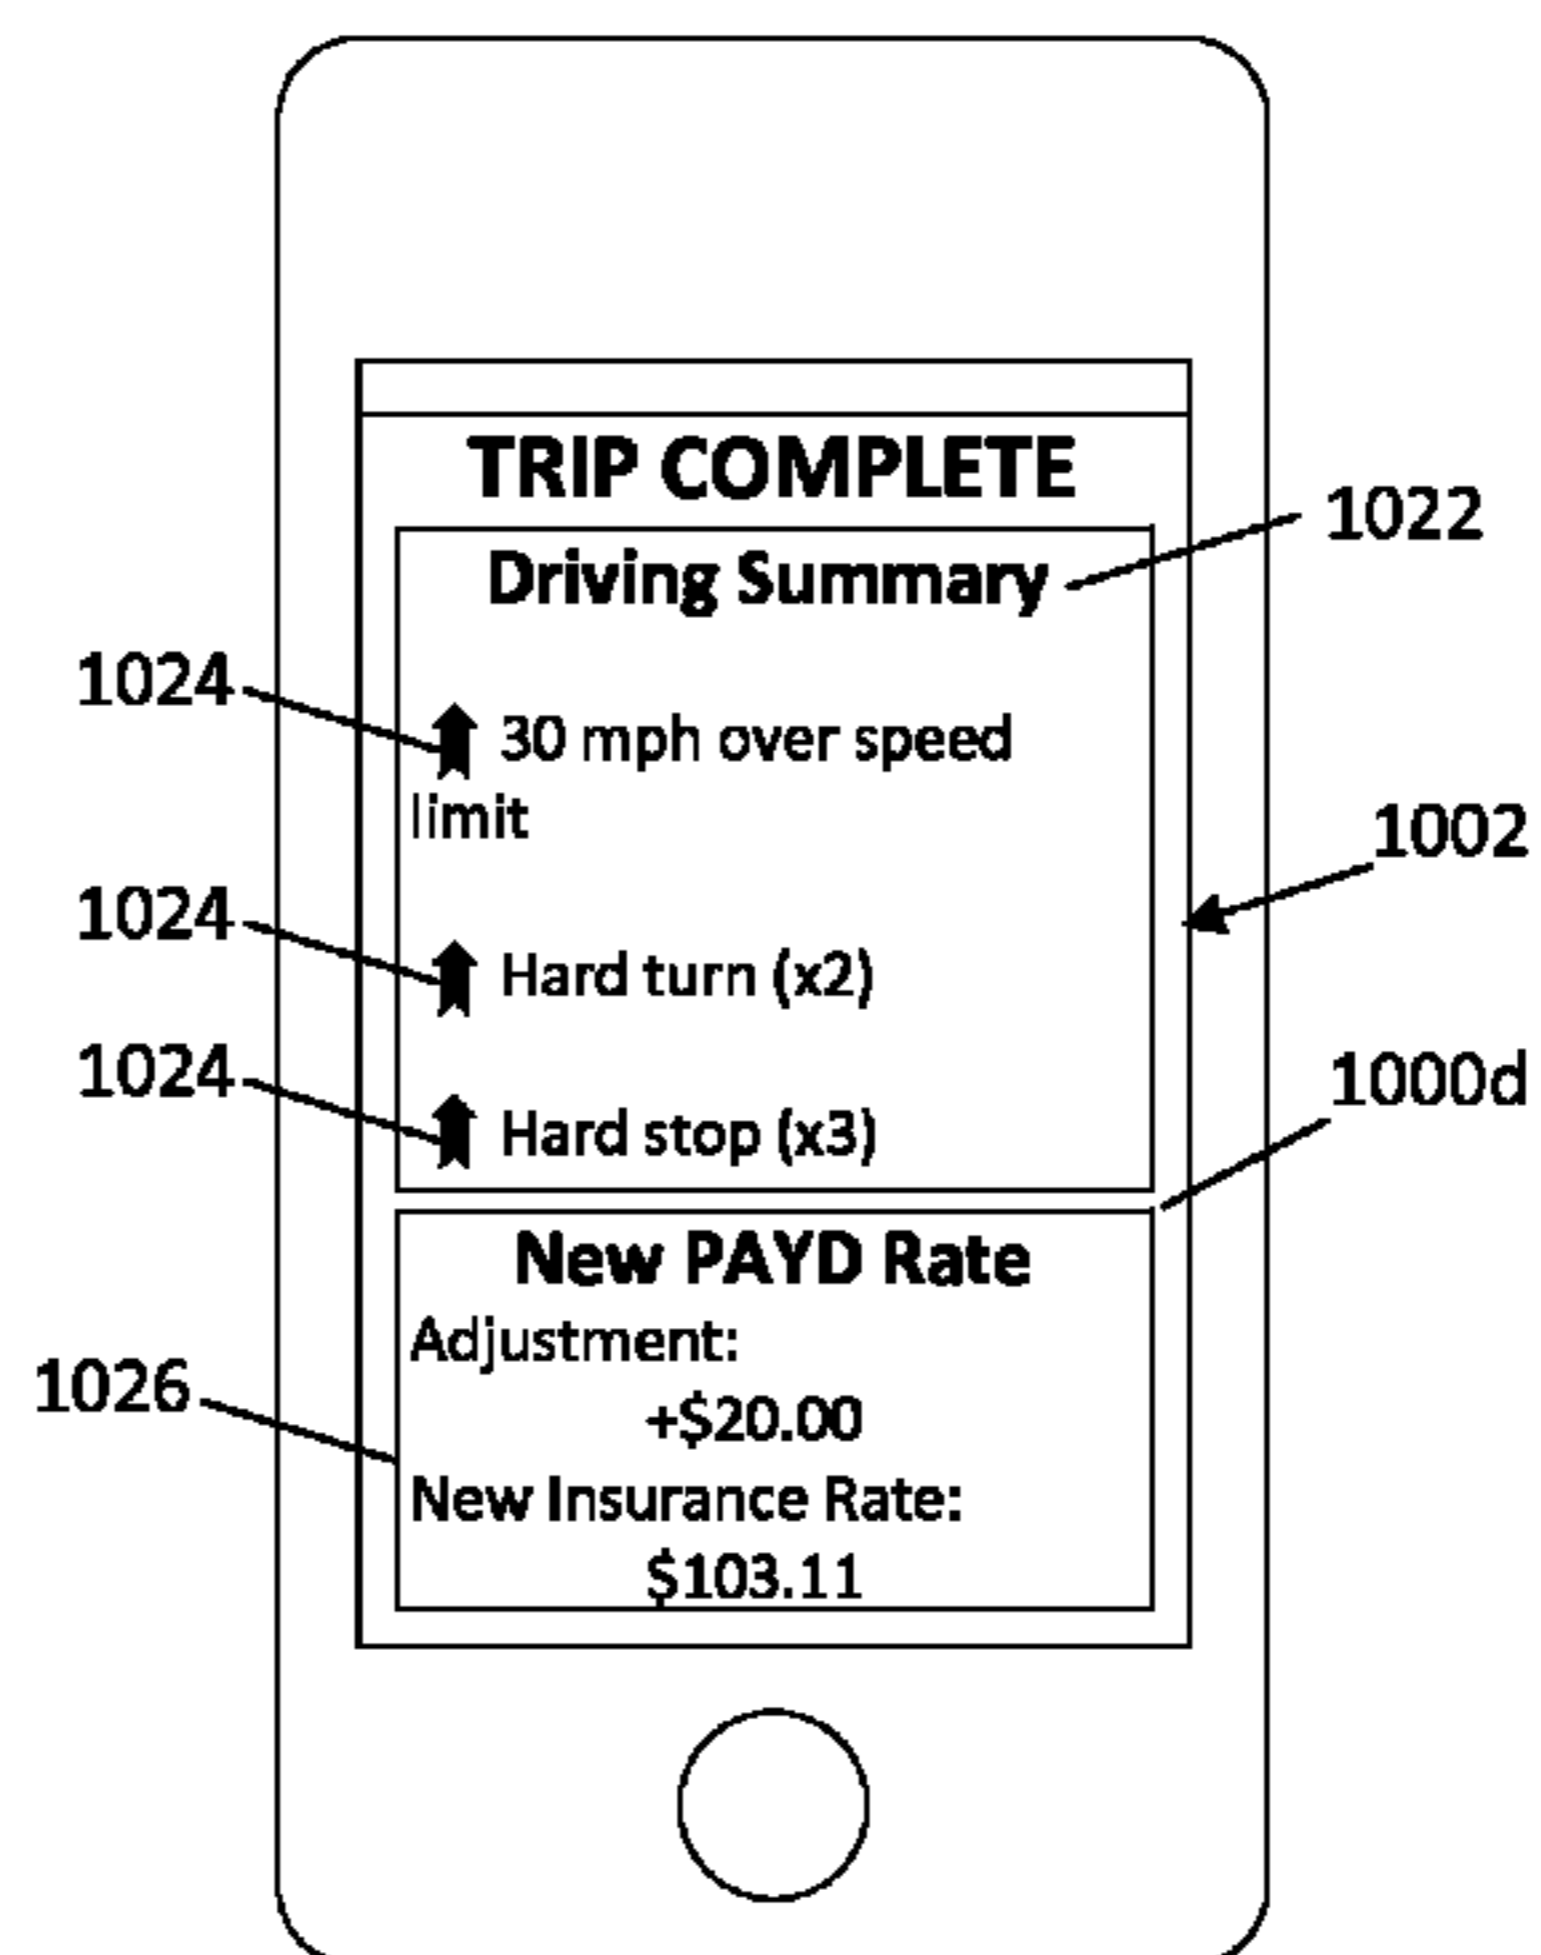 TRIP COMPLETE
1022
Driving Summary
1024
30 mph over speed
limit
1002
1024
Hard turn (x2)
1024
1000d
Hard stop (x3)
New PAYD Rate
Adjustment:
1026
+$20.00
New Insurance Rate:
$103.11